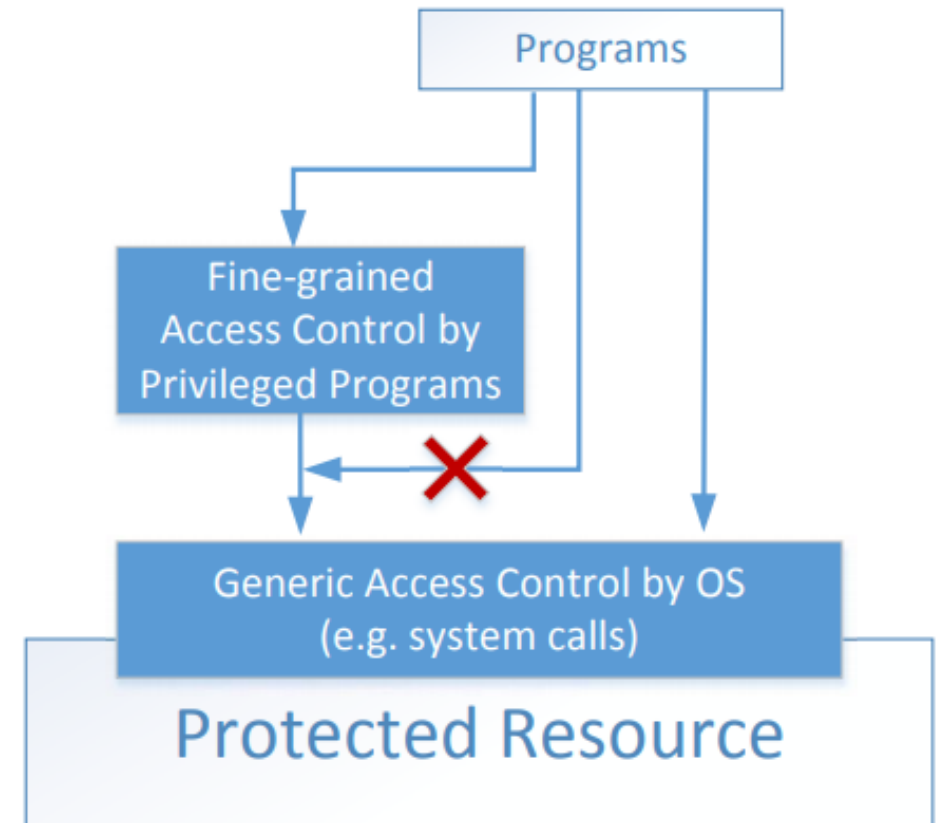 Programs
Fine-grained
Access Control by
Privileged Programs
Generic Access Control by OS
(e.g. system calls)
Protected Resource